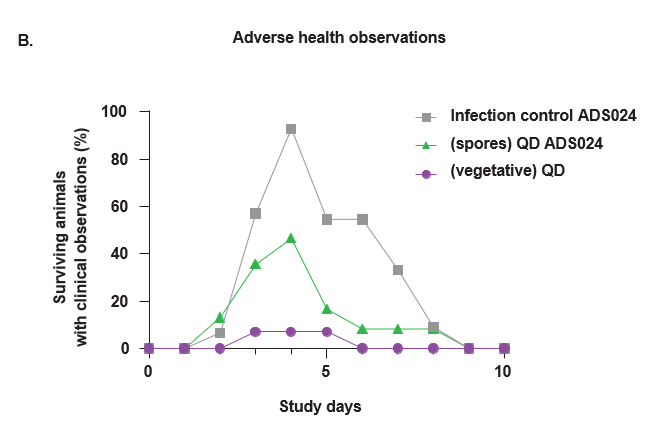 B.
Adverse health observations
Infection control ADS024
(spores) QD ADS024
(vegetative) QD
Surviving animals
with clinical observations (%)
100
80
60
40
20
0
0
5
10
Study days